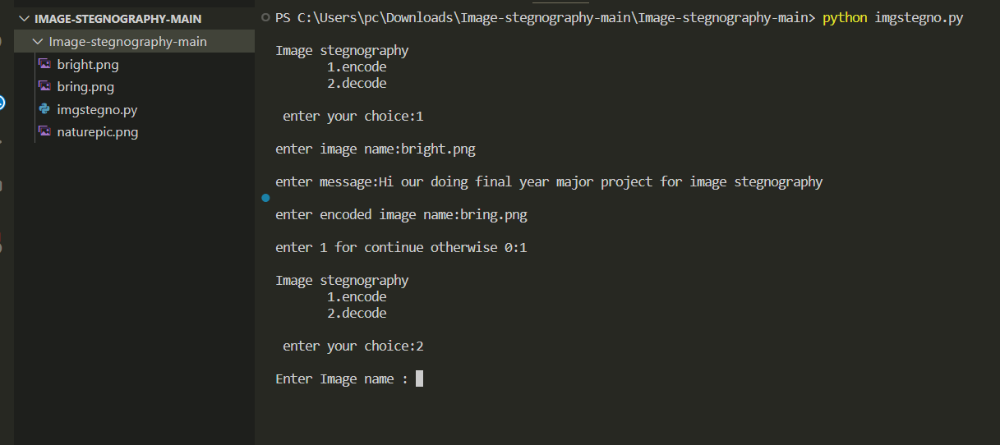 IMAGE-STEGNOGRAPHY-MAIN
Image-stegnography-main
bright.png
bring.png
imgstegno.py
naturepic.png
PS C:\Users\pc\Downloads\Image-stegnography-main\Image-stegnography-main> python imgstegno.py
Image stegnography
1.encode
2.decode
enter your choice:1
enter image name:bright.png
enter message:Hi our doing final year major project for image stegnography
enter encoded image name:bring.png
enter 1 for continue otherwise 0:1
Image stegnography
1.encode
2.decode
enter your choice:2
Enter Image name :